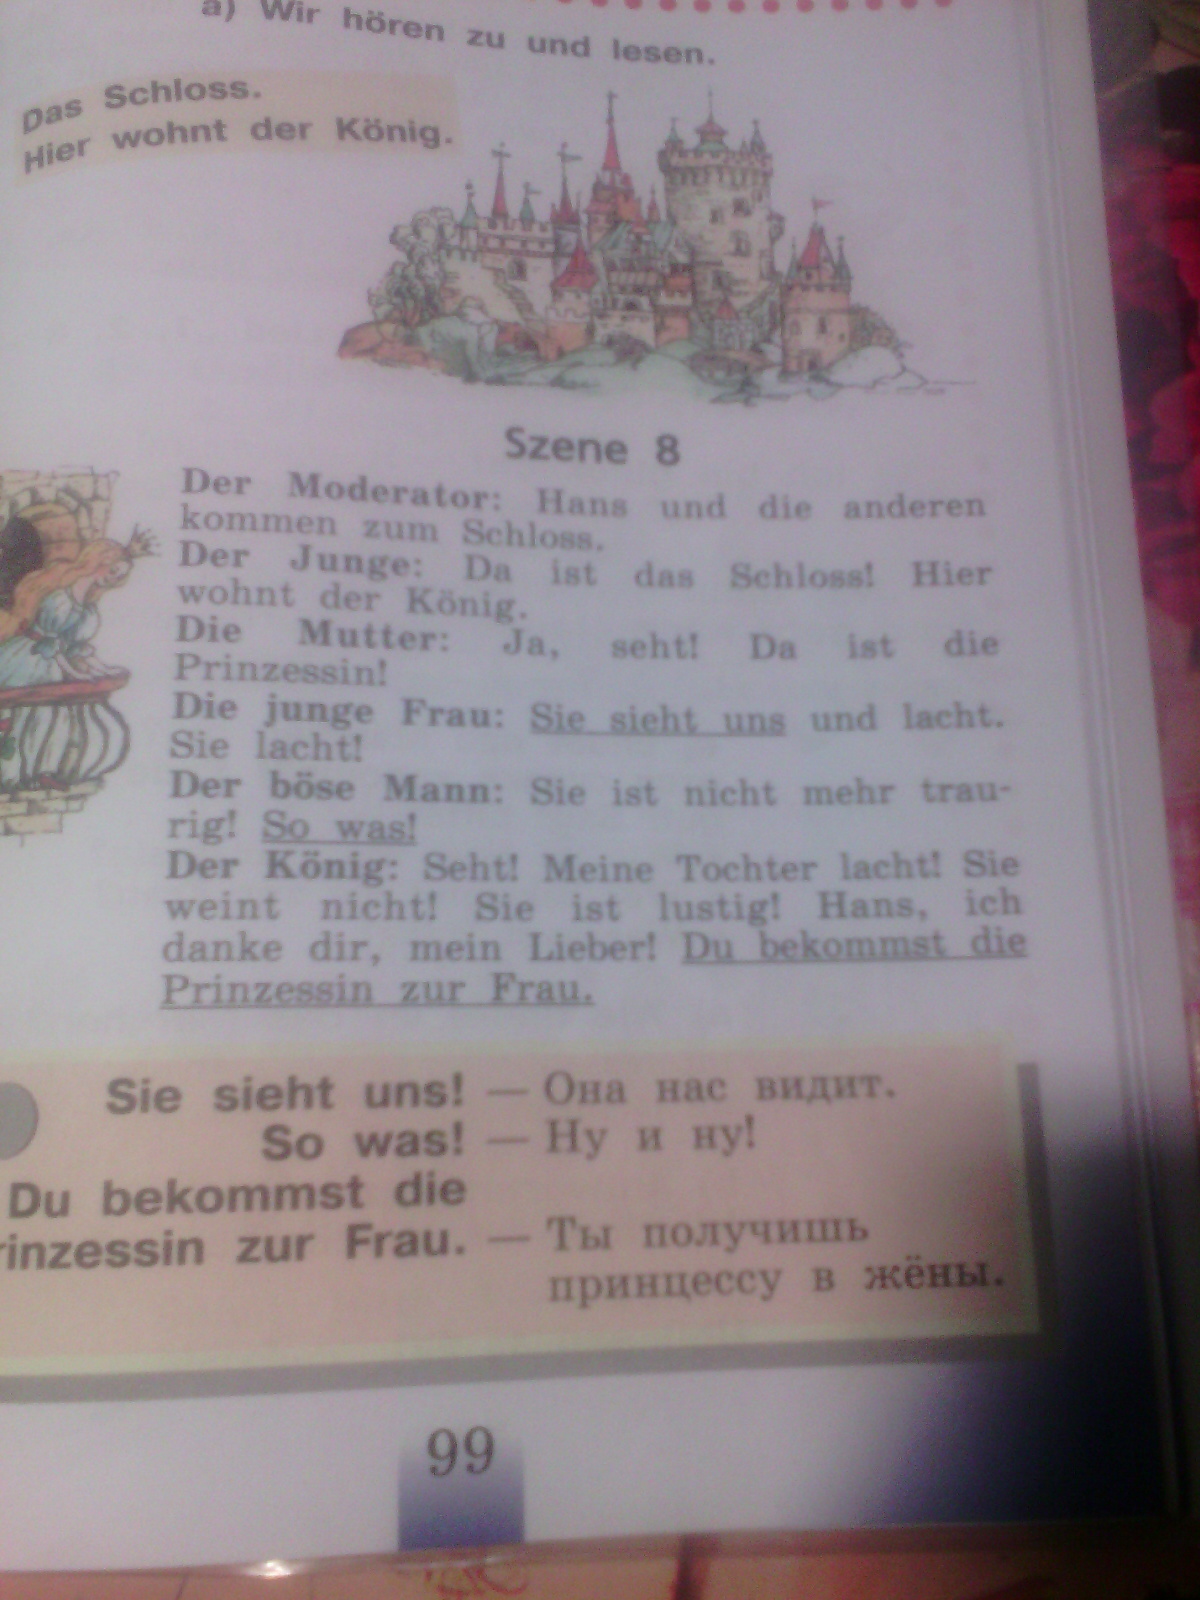 a) Wir hören zu und lesen.
Das Schloss.
Hier wohnt der König.
Szene 8
Der Moderator: Hans und die anderen
kommen zum Schloss.
Der Junge: Da ist das Schloss! Hier
wohnt der König.
Die Mutter: Ja, seht! Da ist die
Prinzessin!
Die junge Frau: Sie sieht uns und lacht.
Sie lacht!
Der böse Mann: Sie ist nicht mehr trau-
rig! So was!
Der König: Seht! Meine Tochter lacht! Sie
weint nicht! Sie ist lustig! Hans, ich
danke dir, mein Lieber! Du bekommst die
Prinzessin zur Frau.
Sie sieht uns! — Она нас видит.
So was! — Ну и ну!
Du bekommst die
rinzessin zur Frau. — Ты получишь
принцессу в жёны.
99